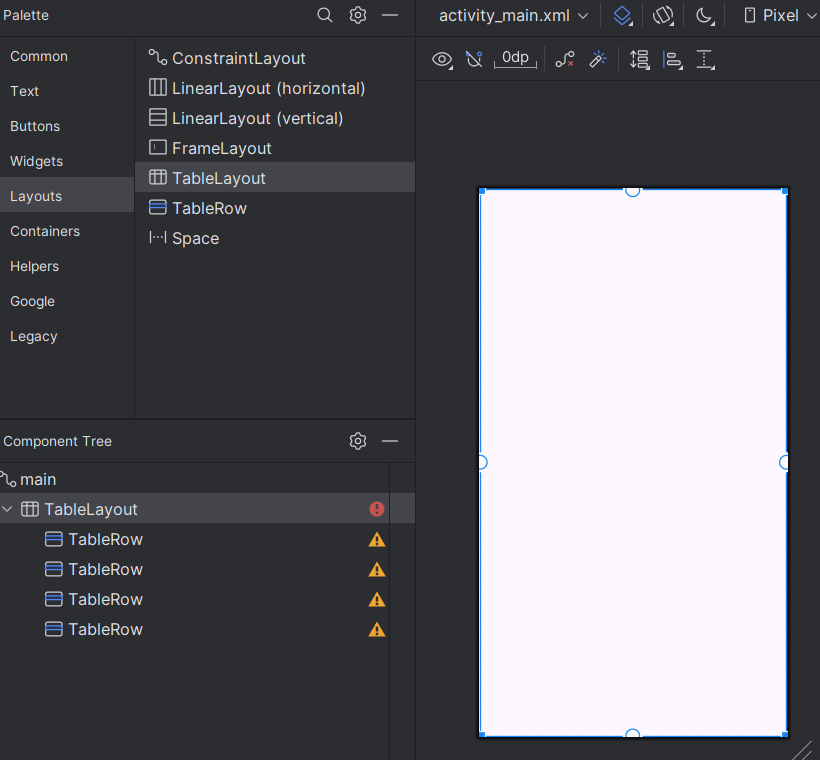 Palette
Common
Text
Buttons
Widgets
Layouts
Containers
Helpers
Google
Legacy
ConstraintLayout
LinearLayout (horizontal)
LinearLayout (vertical)
FrameLayout
TableLayout
TableRow
Space
Component Tree
main
TableLayout
TableRow
TableRow
TableRow
TableRow
activity_main.xml
Pixel
0dp